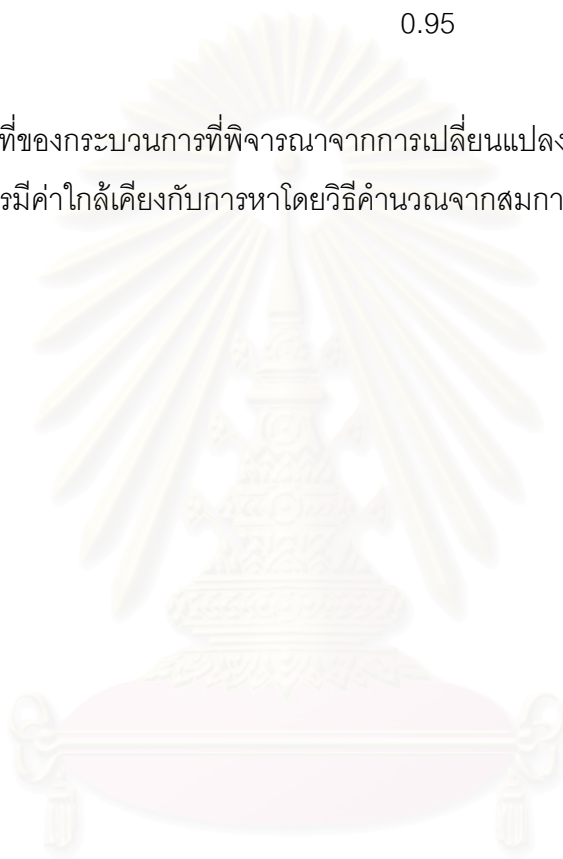 0.95
ที่ของกระบวนการที่พิจารณาจากการเปลี่ยนแปลง
รมีค่าใกล้เคียงกับการหาโดยวิธีคำนวณจากสมกา